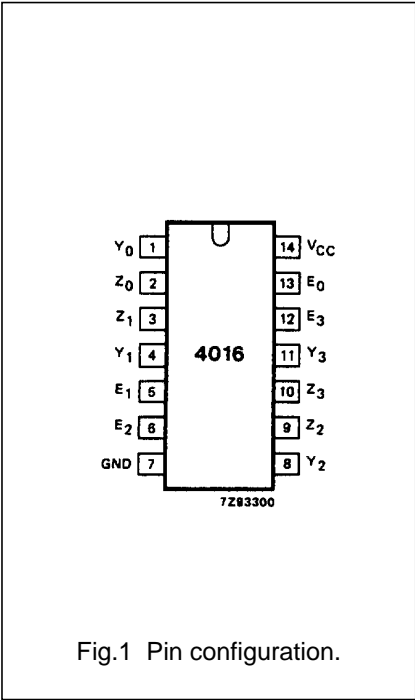 Y0 1 14 VCC
Z0 2 13 E0
Z1 3 12 E3
Y1 4 4016 11 Y3
E1 5 10 Z3
E2 6 9 Z2
GND 7 8 Y2
7Z93300
Fig.1 Pin configuration.